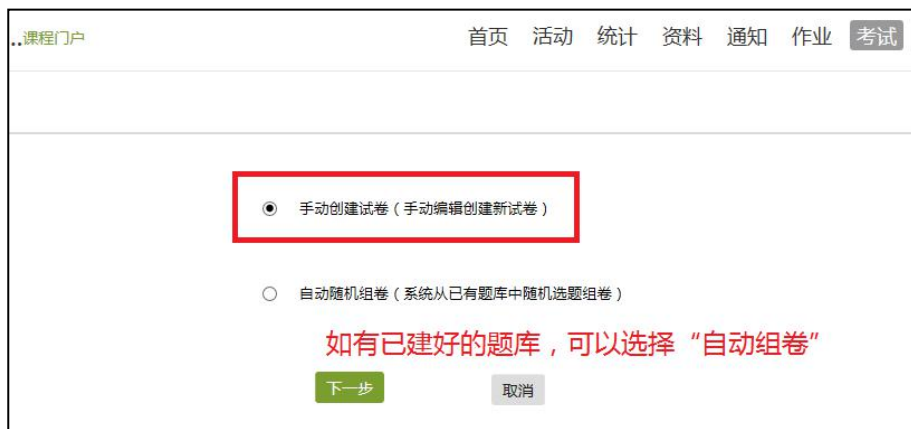 ..课程门户
首页 活动 统计 资料 通知 作业 考试
手动创建试卷（手动编辑创建新试卷）
自动随机组卷（系统从已有题库中随机选题组卷）
如有已建好的题库，可以选择“自动组卷”
下一步 取消